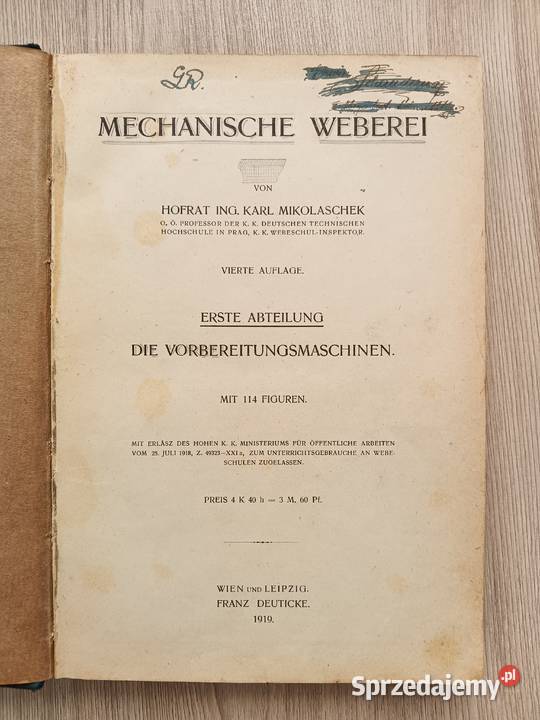 GR.
MECHANISCHE WEBEREI
VON
HOFRAT ING. KARL MIKOLASCHEK
O. Ö. PROFESSOR DER K. K. DEUTSCHEN TECHNISCHEN
HOCHSCHULE IN PRAG, K. K. WEBESCHUL-INSPEKTOR.
VIERTE AUFLAGE.
ERSTE ABTEILUNG
DIE VORBEREITUNGSMASCHINEN.
MIT 114 FIGUREN.
MIT ERLÄSZ DES HOHEN K. K. MINISTERIUMS FÜR ÖFFENTLICHE ARBEITEN
VOM 25. JULI 1918, Z. 49323–XXI a, ZUM UNTERRICHTSGEBRAUCHE AN WEBE-
SCHULEN ZUGELASSEN.
PREIS 4 K 40 h = 3 M. 60 Pf.
WIEN UND LEIPZIG.
FRANZ DEUTICKE.
1919.
Sprzedajemy.pl